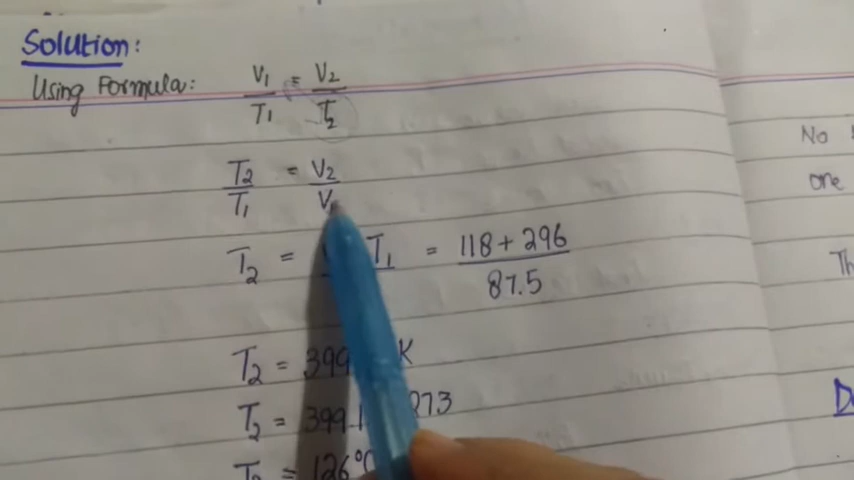 Solution:
Using Formula: V1/T1 = V2/T2
T2/T1 = V2/V
T2 = T1 = 118 + 296/87.5
T2 = 399 K
T2 = 399.1 273
T2 = 126°C
No
one
Th